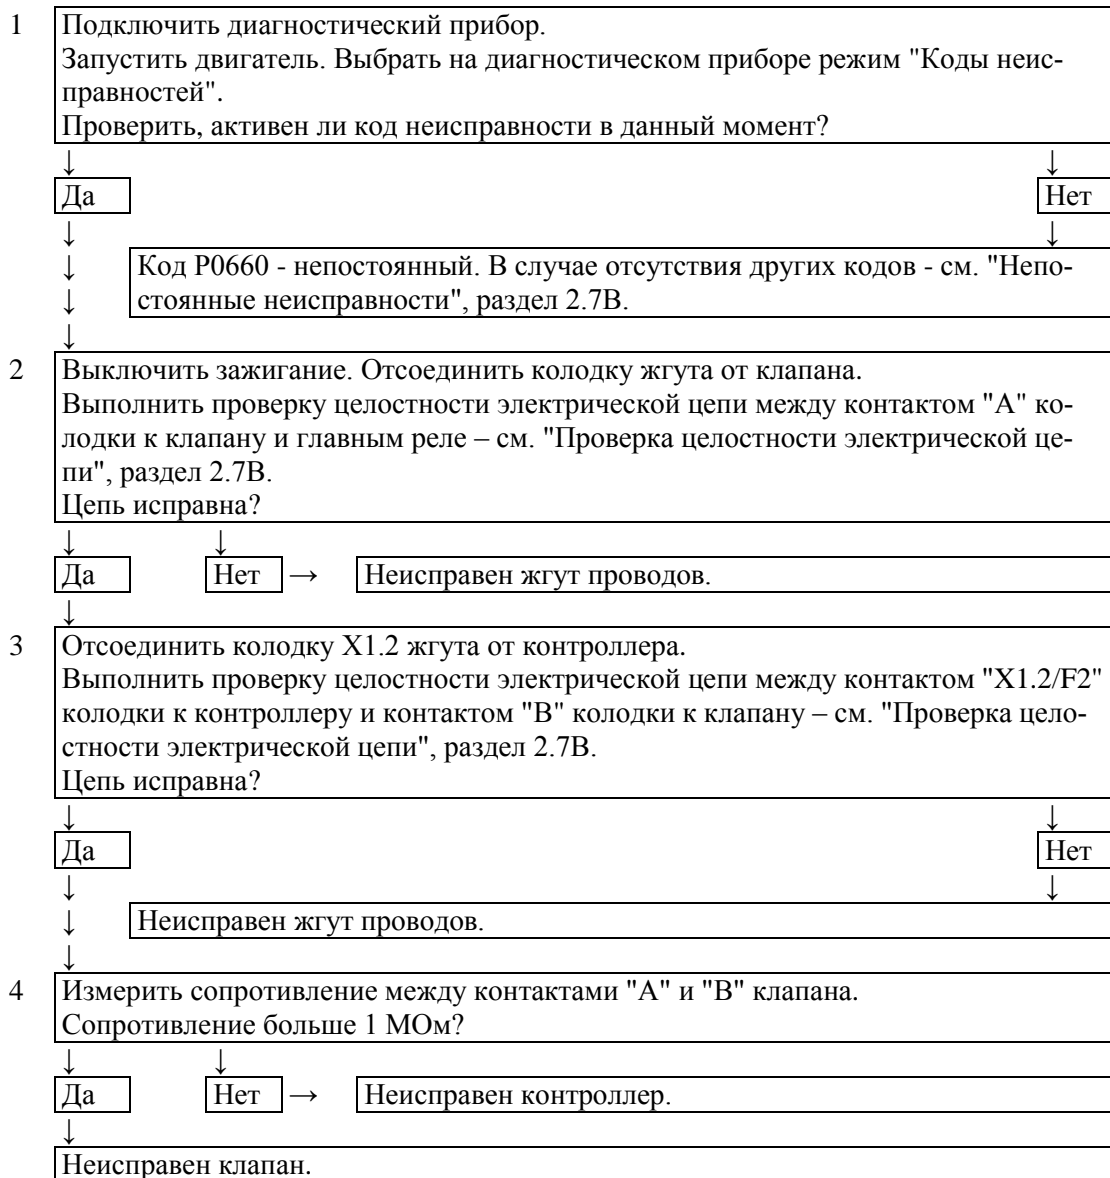 1 Подключить диагностический прибор.
Запустить двигатель. Выбрать на диагностическом приборе режим "Коды неис-
правностей".
Проверить, активен ли код неисправности в данный момент?
↓ ↓
Да Нет
↓ ↓
↓ Код Р0660 - непостоянный. В случае отсутствия других кодов - см. "Непо-
↓ стоянные неисправности", раздел 2.7В.
↓
2 Выключить зажигание. Отсоединить колодку жгута от клапана.
Выполнить проверку целостности электрической цепи между контактом "А" ко-
лодки к клапану и главным реле – см. "Проверка целостности электрической це-
пи", раздел 2.7В.
Цепь исправна?
↓ ↓
Да Нет → Неисправен жгут проводов.
↓
3 Отсоединить колодку X1.2 жгута от контроллера.
Выполнить проверку целостности электрической цепи между контактом "X1.2/F2"
колодки к контроллеру и контактом "В" колодки к клапану – см. "Проверка цело-
стности электрической цепи", раздел 2.7В.
Цепь исправна?
↓ ↓
Да Нет
↓ ↓
↓ Неисправен жгут проводов.
↓
4 Измерить сопротивление между контактами "А" и "В" клапана.
Сопротивление больше 1 МОм?
↓ ↓
Да Нет → Неисправен контроллер.
↓
Неисправен клапан.